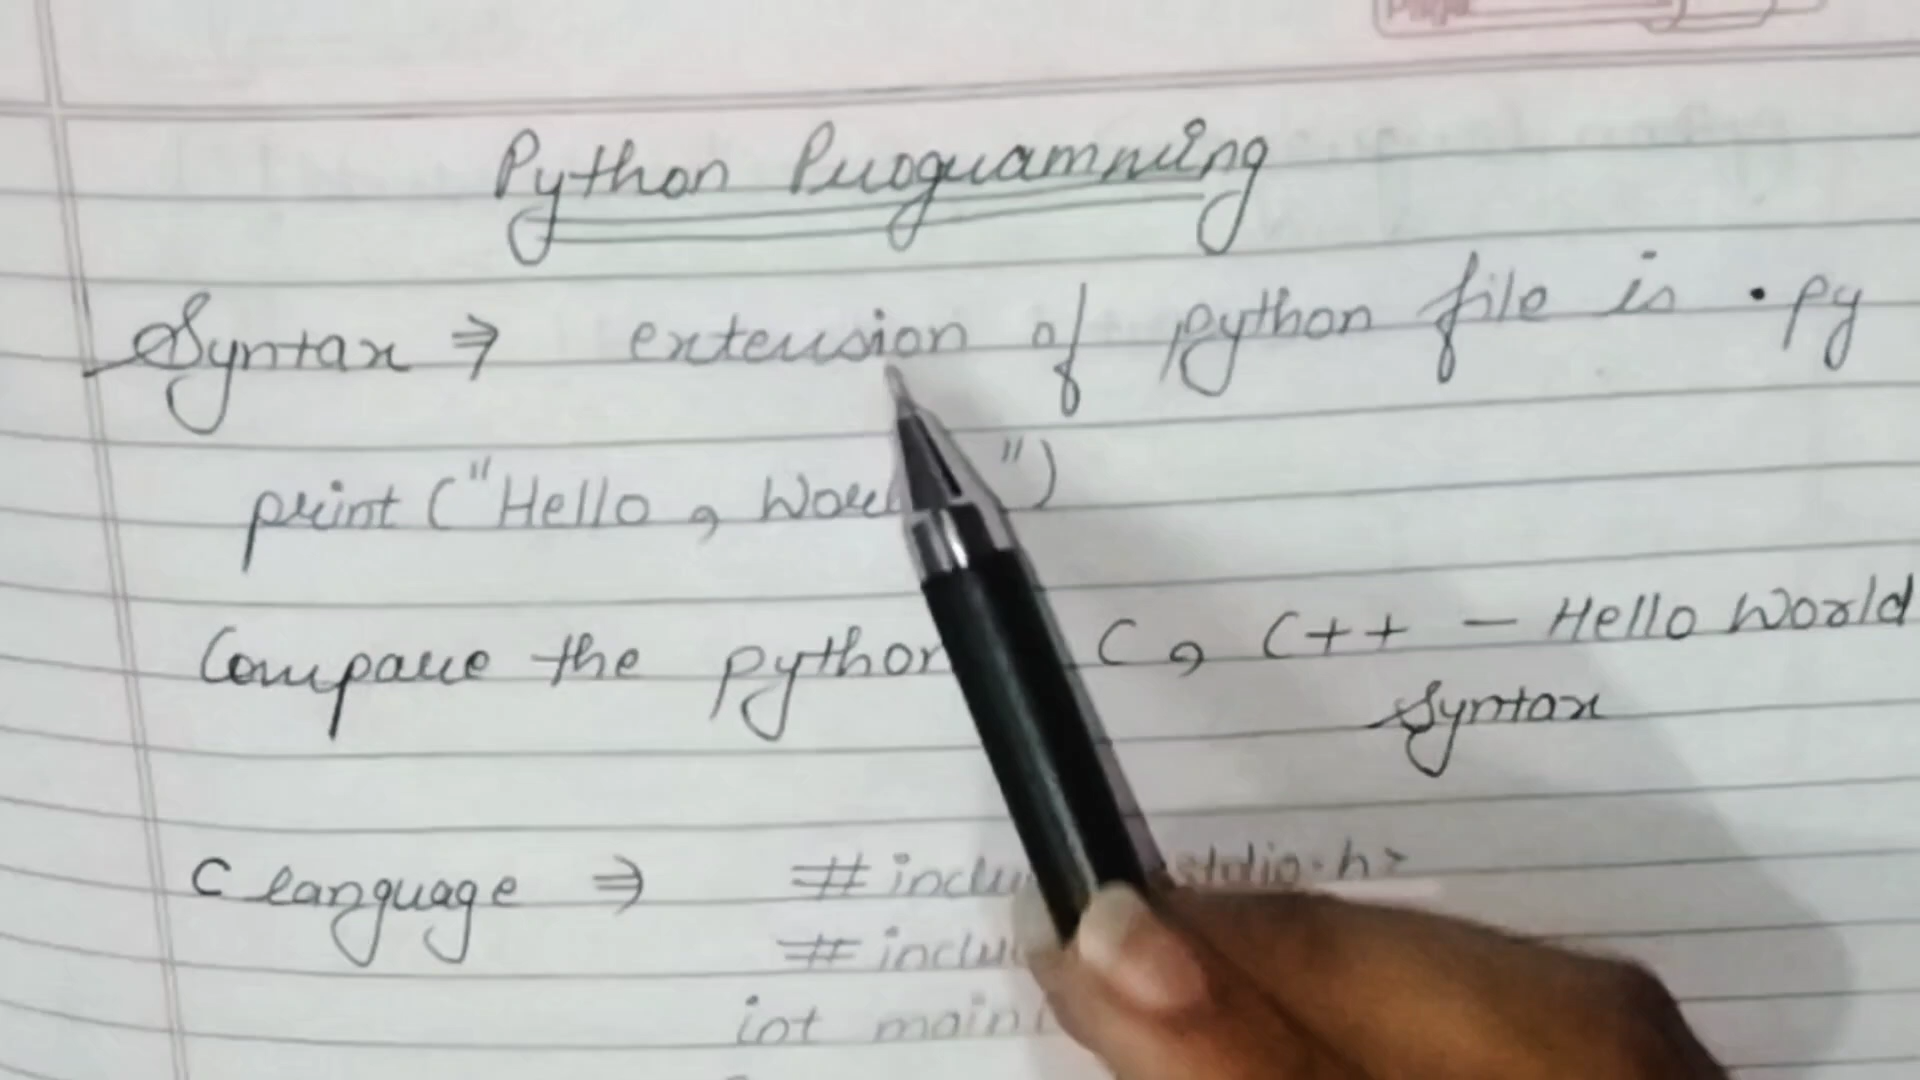 Python Programming
Syntax ⇒ extension of python file is .py
print ("Hello, ")
Compare the python C, C++ - Hello World
Syntax
C language ⇒ #inclu stdio.h>
#inclu
int main(